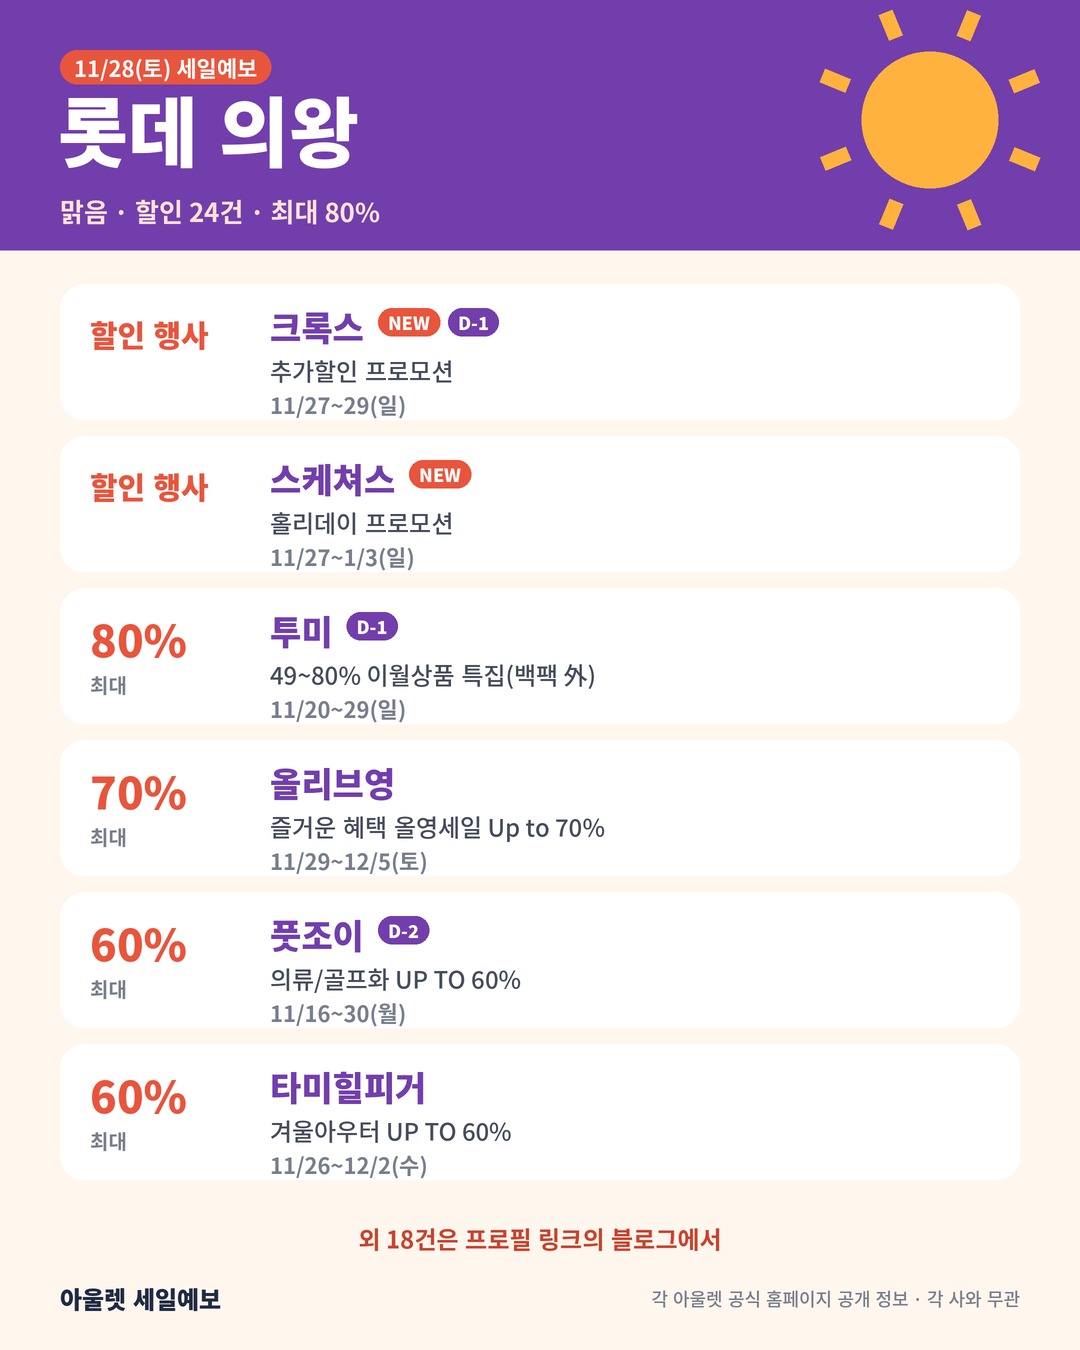 11/28(토) 세일예보
롯데 의왕
맑음 · 할인 24건 · 최대 80%
할인 행사
크록스 NEW D-1
추가할인 프로모션
11/27~29(일)
할인 행사
스케쳐스 NEW
홀리데이 프로모션
11/27~1/3(일)
80%
최대
투미 D-1
49~80% 이월상품 특집(백팩 外)
11/20~29(일)
70%
최대
올리브영
즐거운 혜택 올영세일 Up to 70%
11/29~12/5(토)
60%
최대
풋조이 D-2
의류/골프화 UP TO 60%
11/16~30(월)
60%
최대
타미힐피거
겨울아우터 UP TO 60%
11/26~12/2(수)
외 18건은 프로필 링크의 블로그에서
아울렛 세일예보
각 아울렛 공식 홈페이지 공개 정보 · 각 사와 무관